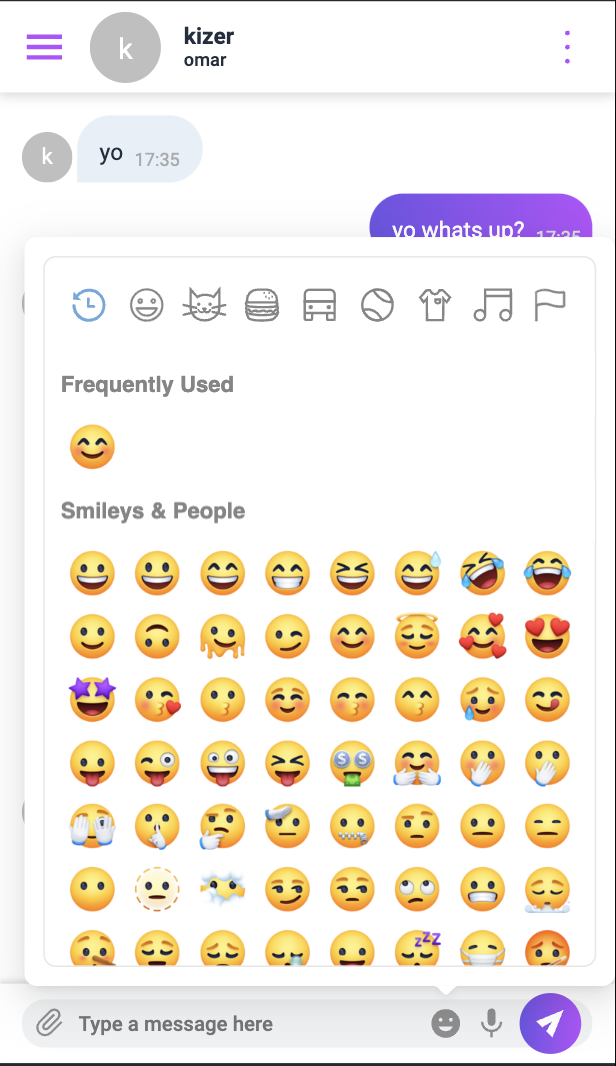 k
kizer
omar
k
yo 17:35
yo whats up? 17:35
Frequently Used
Smileys & People
Type a message here